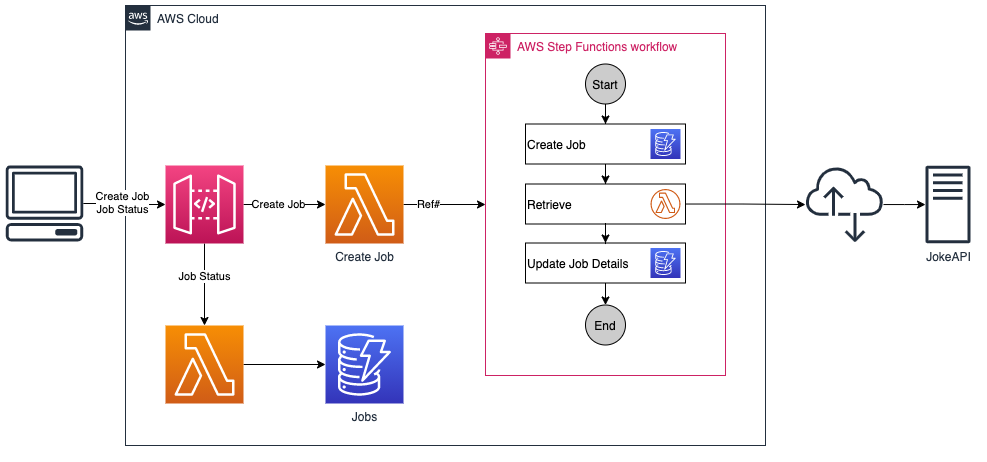 aws
AWS Cloud
AWS Step Functions workflow
Start
Create Job
Create Job
Job Status
Create Job
Ref#
Retrieve
Create Job
JokeAPI
Job Status
Update Job Details
End
Jobs